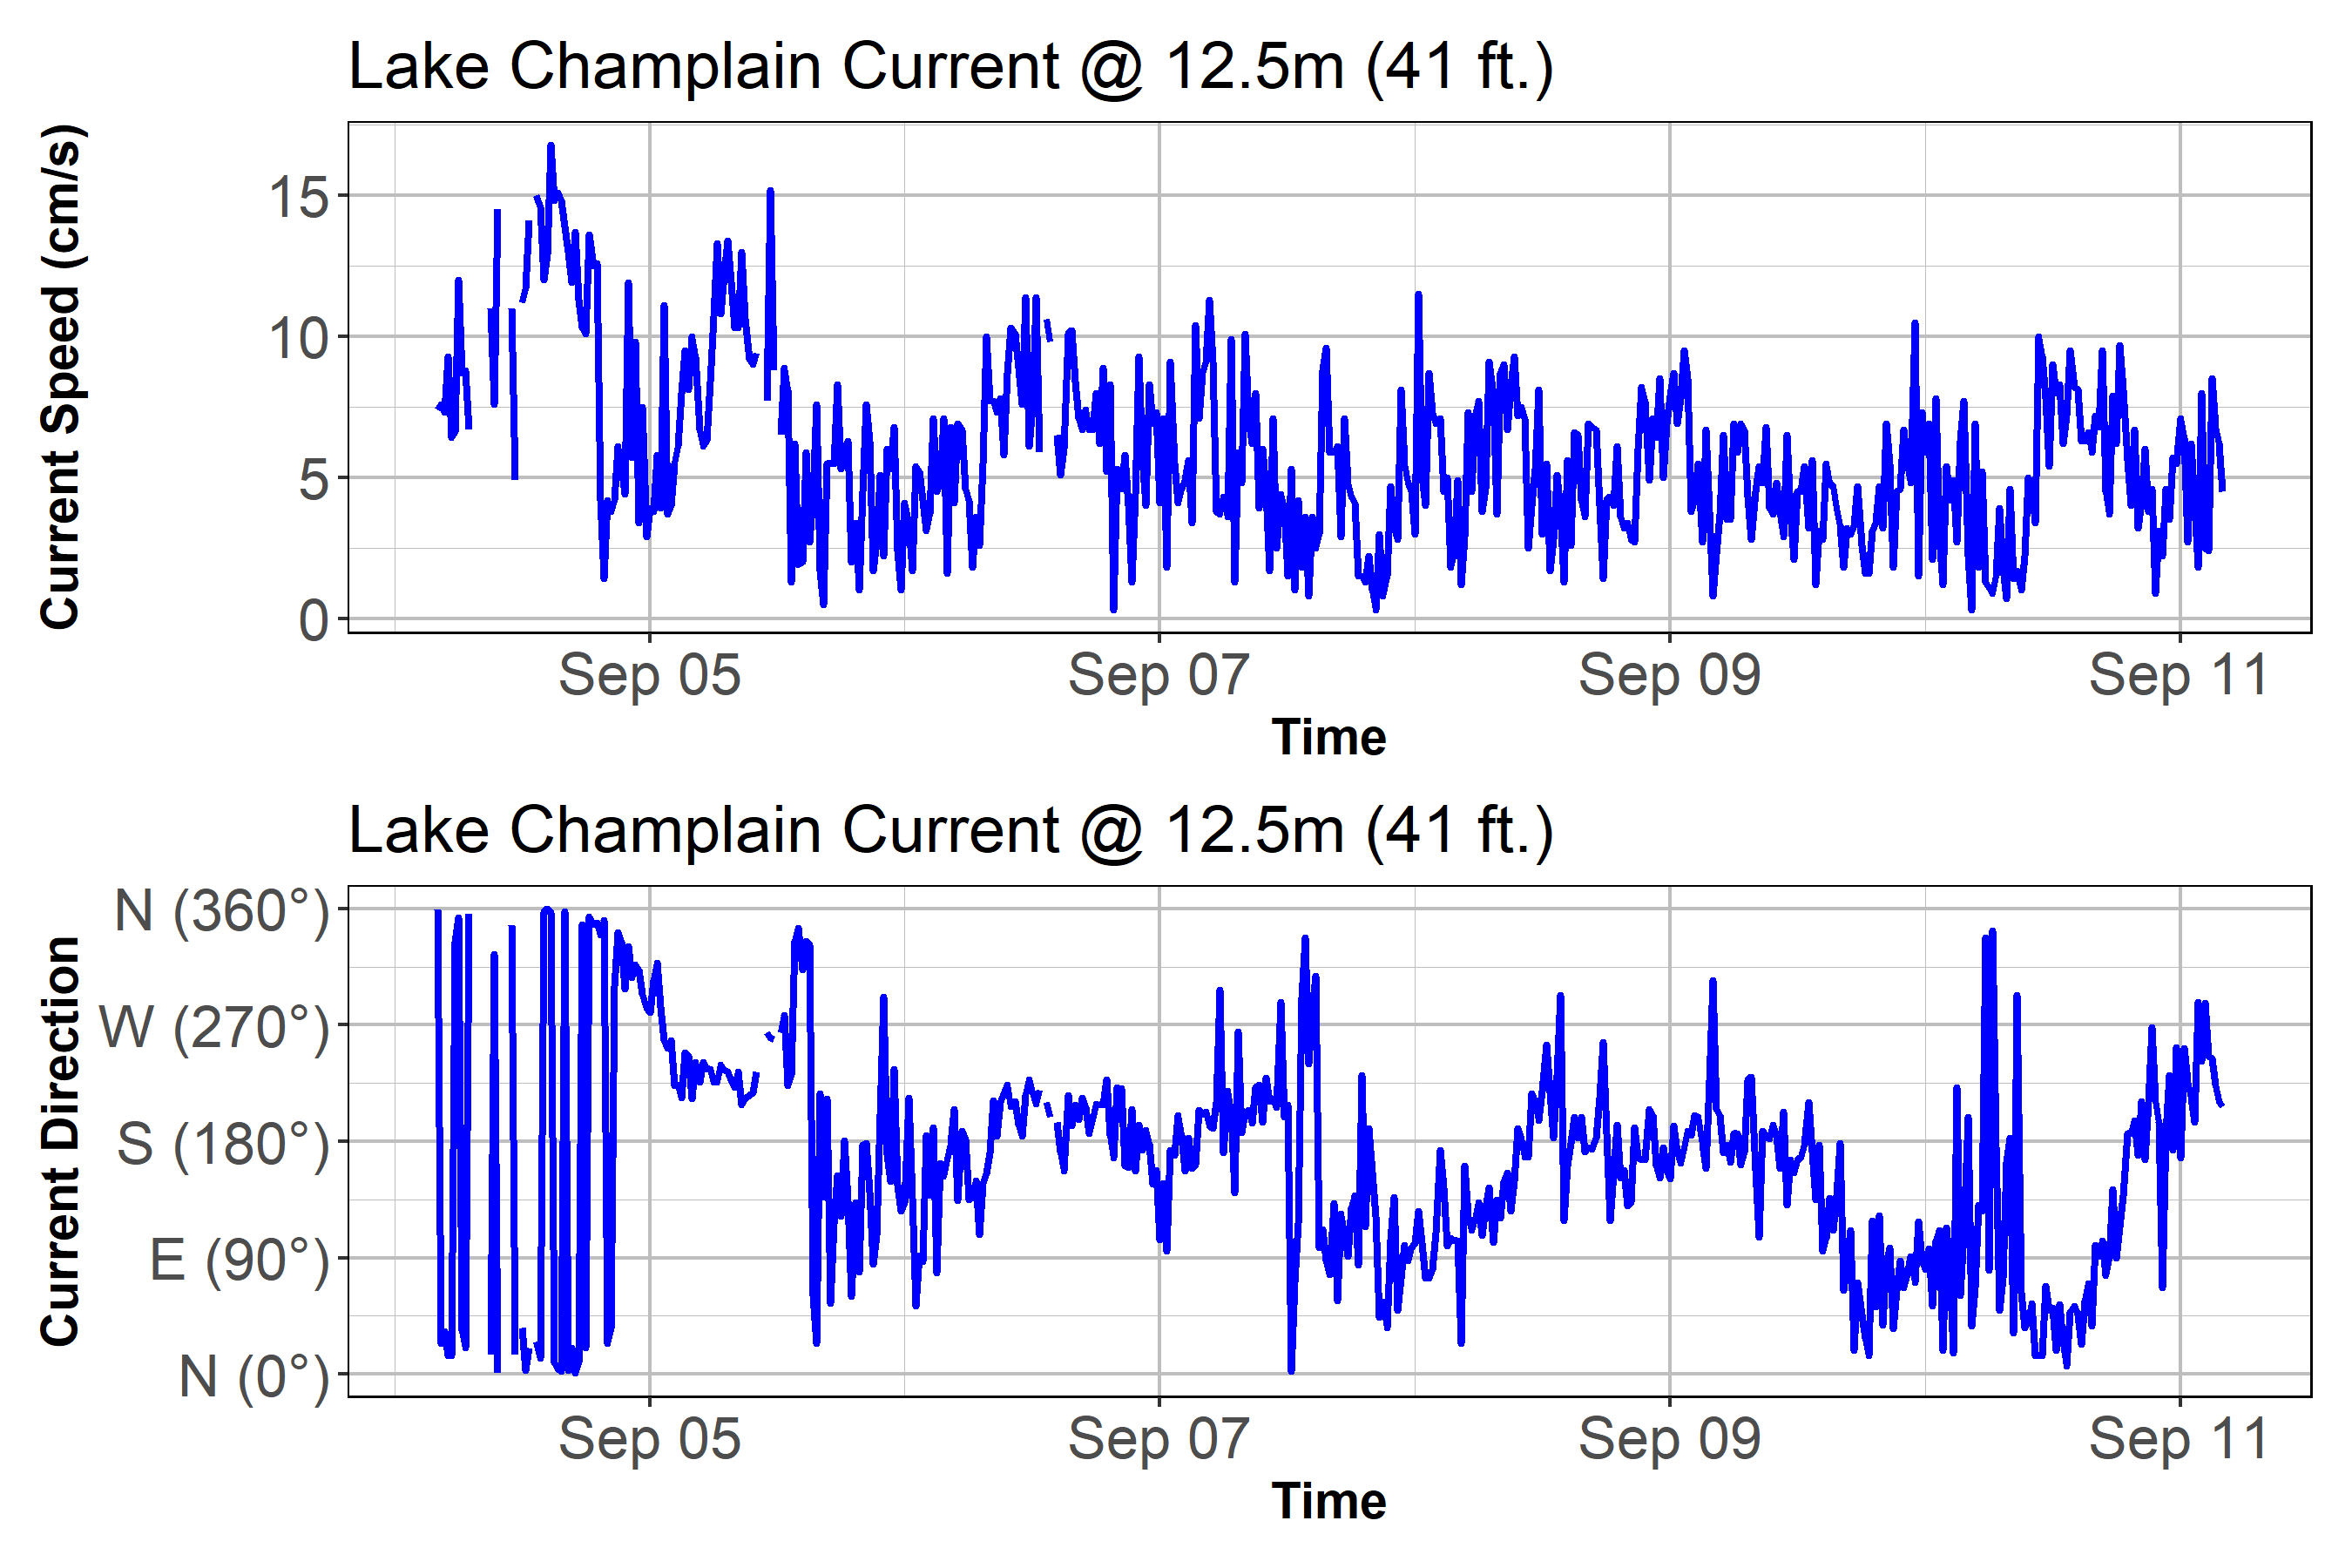 Lake Champlain Current @ 12.5m (41 ft.)
Current Speed (cm/s)
15
10
5
0
Sep 05
Sep 07
Sep 09
Sep 11
Time
Lake Champlain Current @ 12.5m (41 ft.)
Current Direction
N (360°)
W (270°)
S (180°)
E (90°)
N (0°)
Sep 05
Sep 07
Sep 09
Sep 11
Time